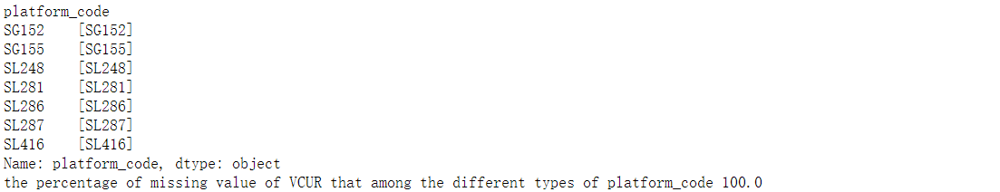 platform_code
SG152    [SG152]
SG155    [SG155]
SL248    [SL248]
SL281    [SL281]
SL286    [SL286]
SL287    [SL287]
SL416    [SL416]
Name: platform_code, dtype: object
the percentage of missing value of VCUR that among the different types of platform_code 100.0